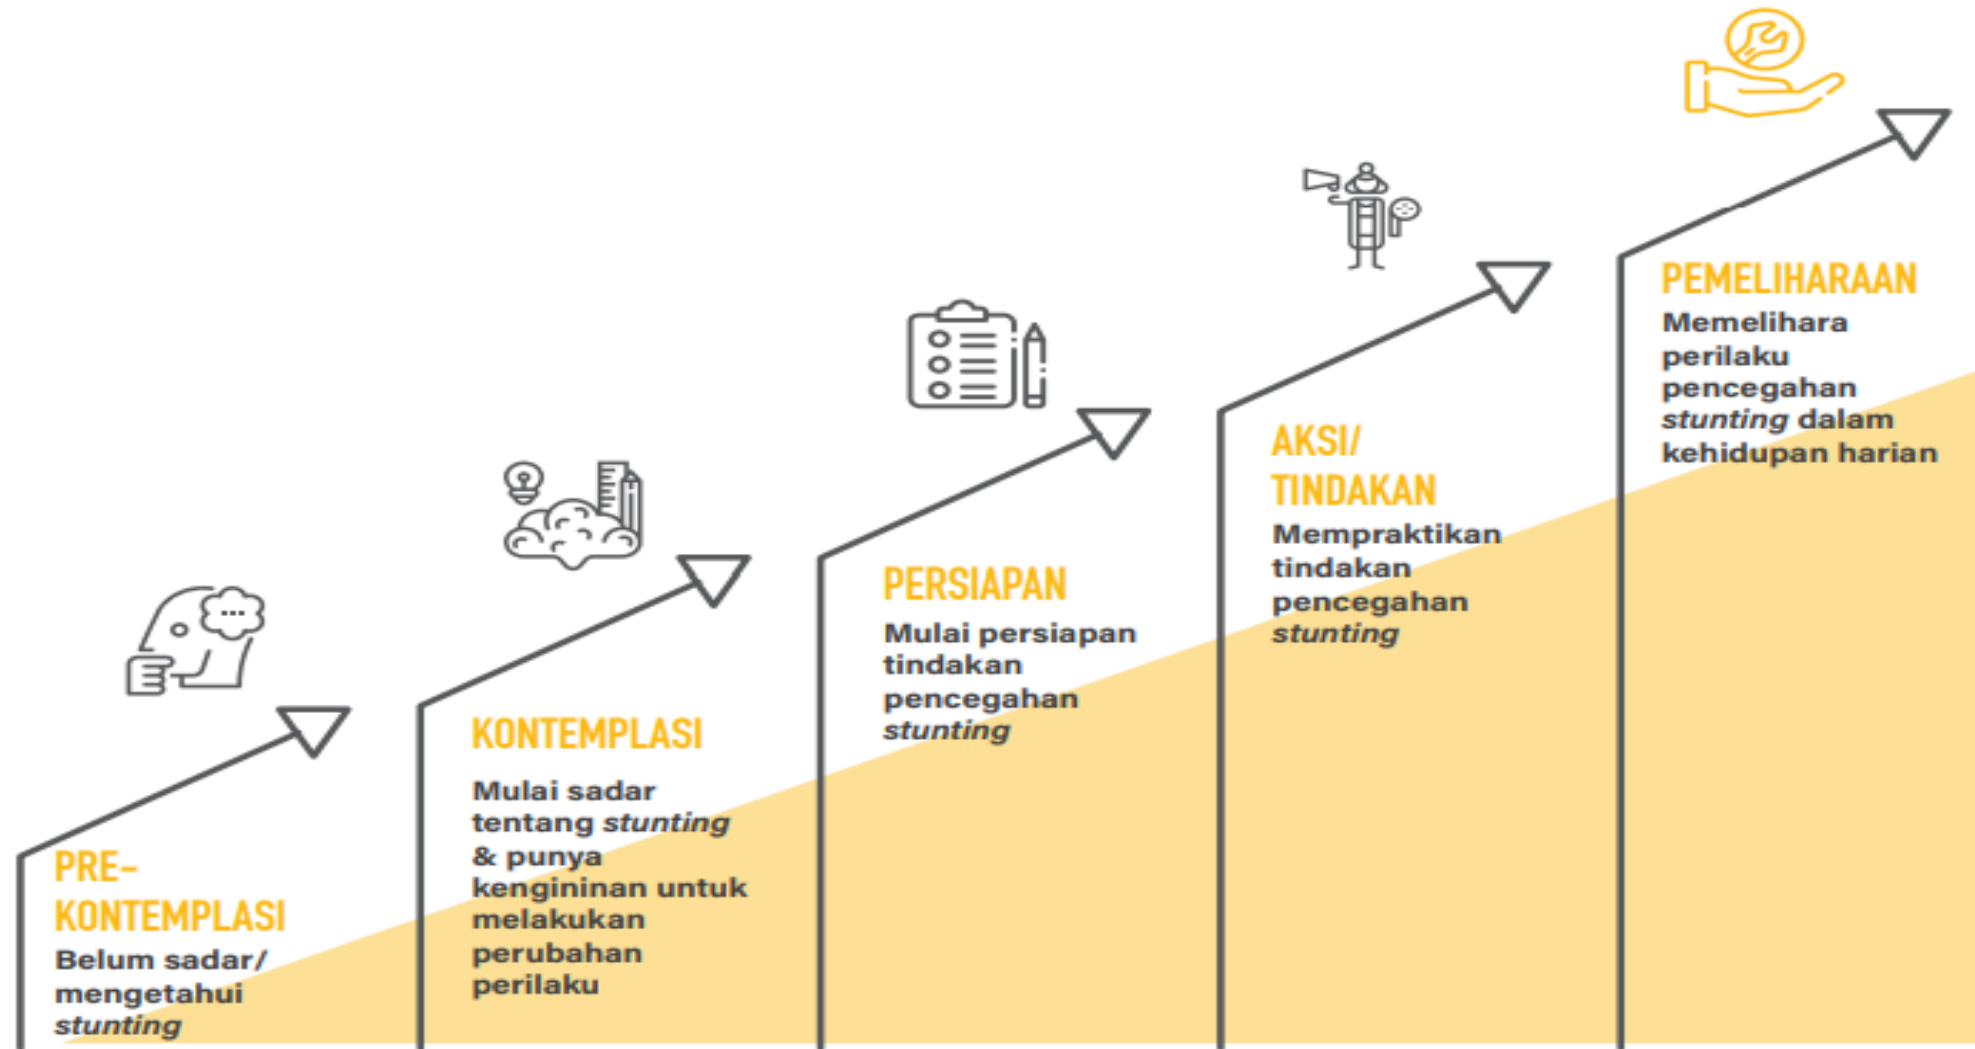 PRE-
KONTEMPLASI
Belum sadar/
mengetahui
stunting
KONTEMPLASI
Mulai sadar
tentang stunting
& punya
kengininan untuk
melakukan
perubahan
perilaku
PERSIAPAN
Mulai persiapan
tindakan
pencegahan
stunting
AKSI/
TINDAKAN
Mempraktikan
tindakan
pencegahan
stunting
PEMELIHARAAN
Memelihara
perilaku
pencegahan
stunting dalam
kehidupan harian